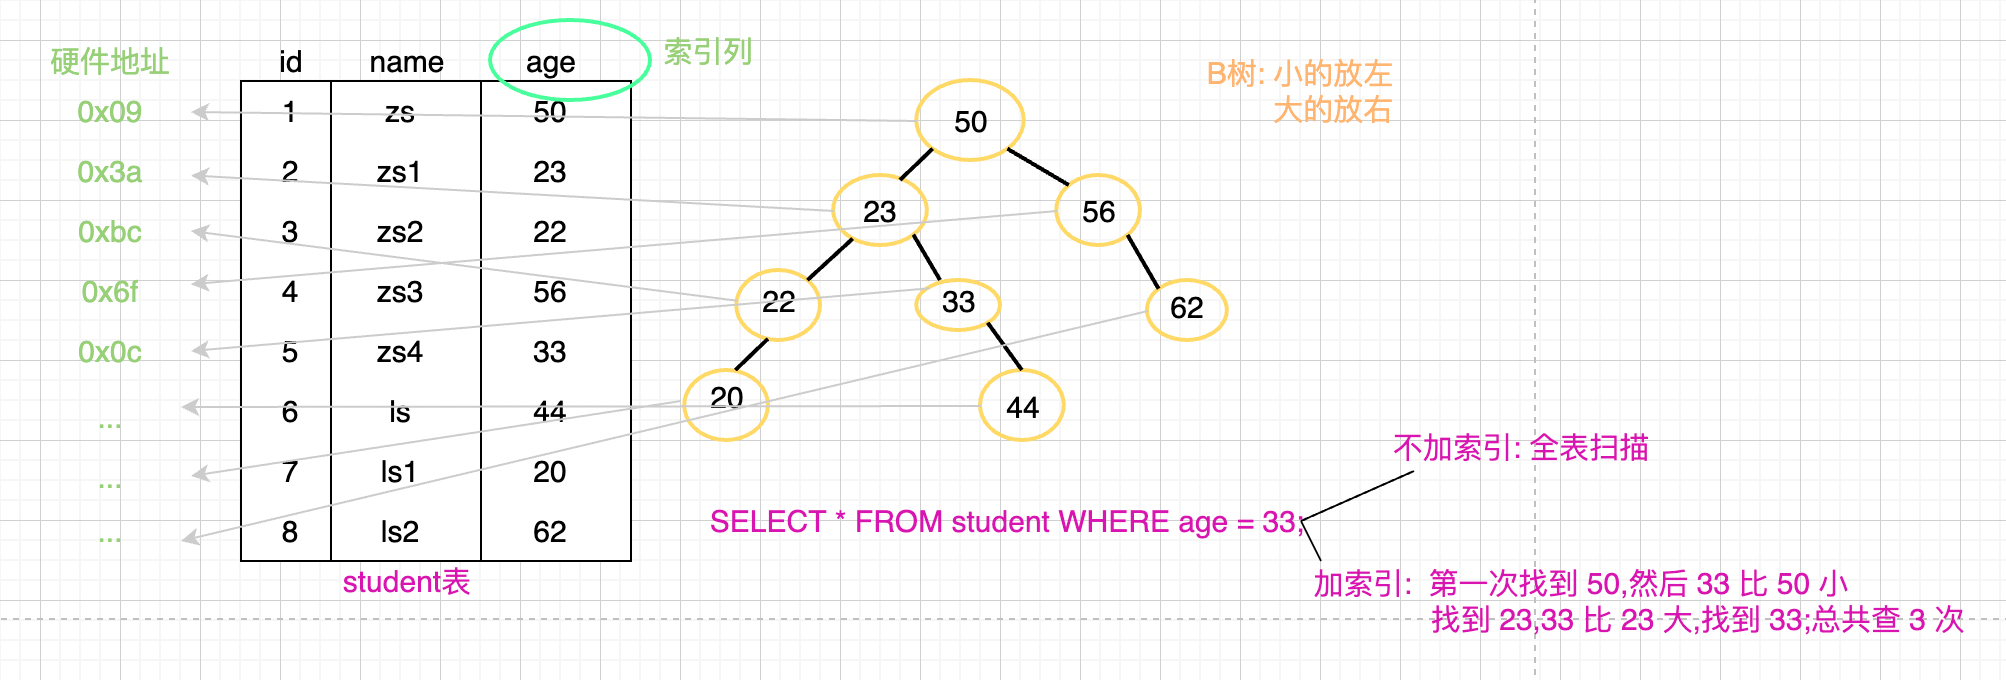 硬件地址 id name age 索引列
0x09 1 zs 50
0x3a 2 zs1 23
0xbc 3 zs2 22
0x6f 4 zs3 56
0x0c 5 zs4 33
... 6 ls 44
... 7 ls1 20
... 8 ls2 62
student表
B树: 小的放左
大的放右
50
23 56
22 33 62
20 44
不加索引: 全表扫描
SELECT * FROM student WHERE age = 33;
加索引: 第一次找到 50,然后 33 比 50 小
找到 23,33 比 23 大,找到 33;总共查 3 次